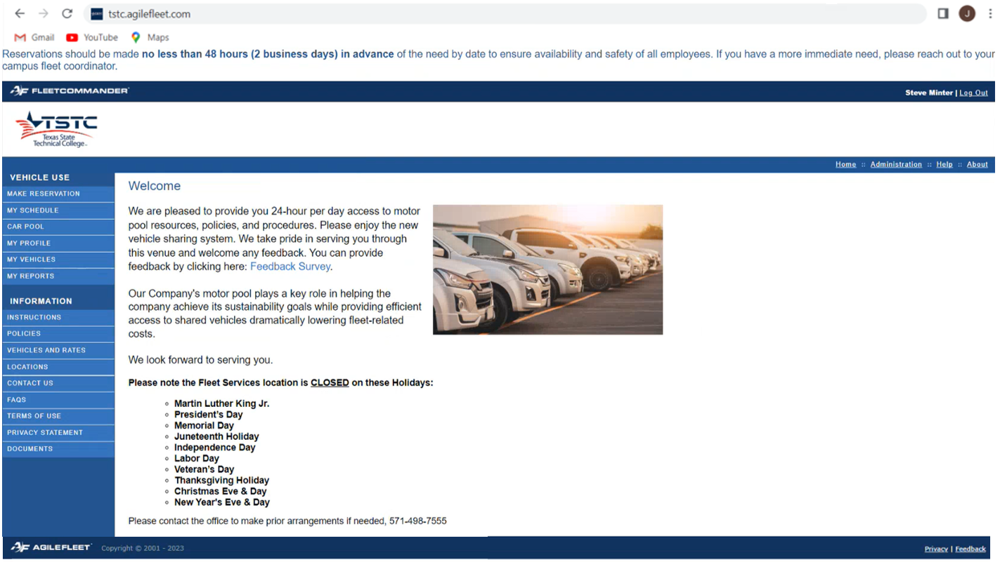 tstc.agilefleet.com
J
Gmail YouTube Maps
Reservations should be made no less than 48 hours (2 business days) in advance of the need by date to ensure availability and safety of all employees. If you have a more immediate need, please reach out to your
campus fleet coordinator.
FLEETCOMMANDER
Steve Minter | Log Out
TSTC
Texas State
Technical College
Home :: Administration :: Help :: About
VEHICLE USE
MAKE RESERVATION
MY SCHEDULE
CAR POOL
MY PROFILE
MY VEHICLES
MY REPORTS
INFORMATION
INSTRUCTIONS
POLICIES
VEHICLES AND RATES
LOCATIONS
CONTACT US
FAQS
TERMS OF USE
PRIVACY STATEMENT
DOCUMENTS
Welcome
We are pleased to provide you 24-hour per day access to motor
pool resources, policies, and procedures. Please enjoy the new
vehicle sharing system. We take pride in serving you through
this venue and welcome any feedback. You can provide
feedback by clicking here: Feedback Survey.
Our Company's motor pool plays a key role in helping the
company achieve its sustainability goals while providing efficient
access to shared vehicles dramatically lowering fleet-related
costs.
We look forward to serving you.
Please note the Fleet Services location is CLOSED on these Holidays:
Martin Luther King Jr.
President's Day
Memorial Day
Juneteenth Holiday
Independence Day
Labor Day
Veteran's Day
Thanksgiving Holiday
Christmas Eve & Day
New Year's Eve & Day
Please contact the office to make prior arrangements if needed, 571-498-7555
AGILEFLEET Copyright © 2001 - 2023
Privacy | Feedback